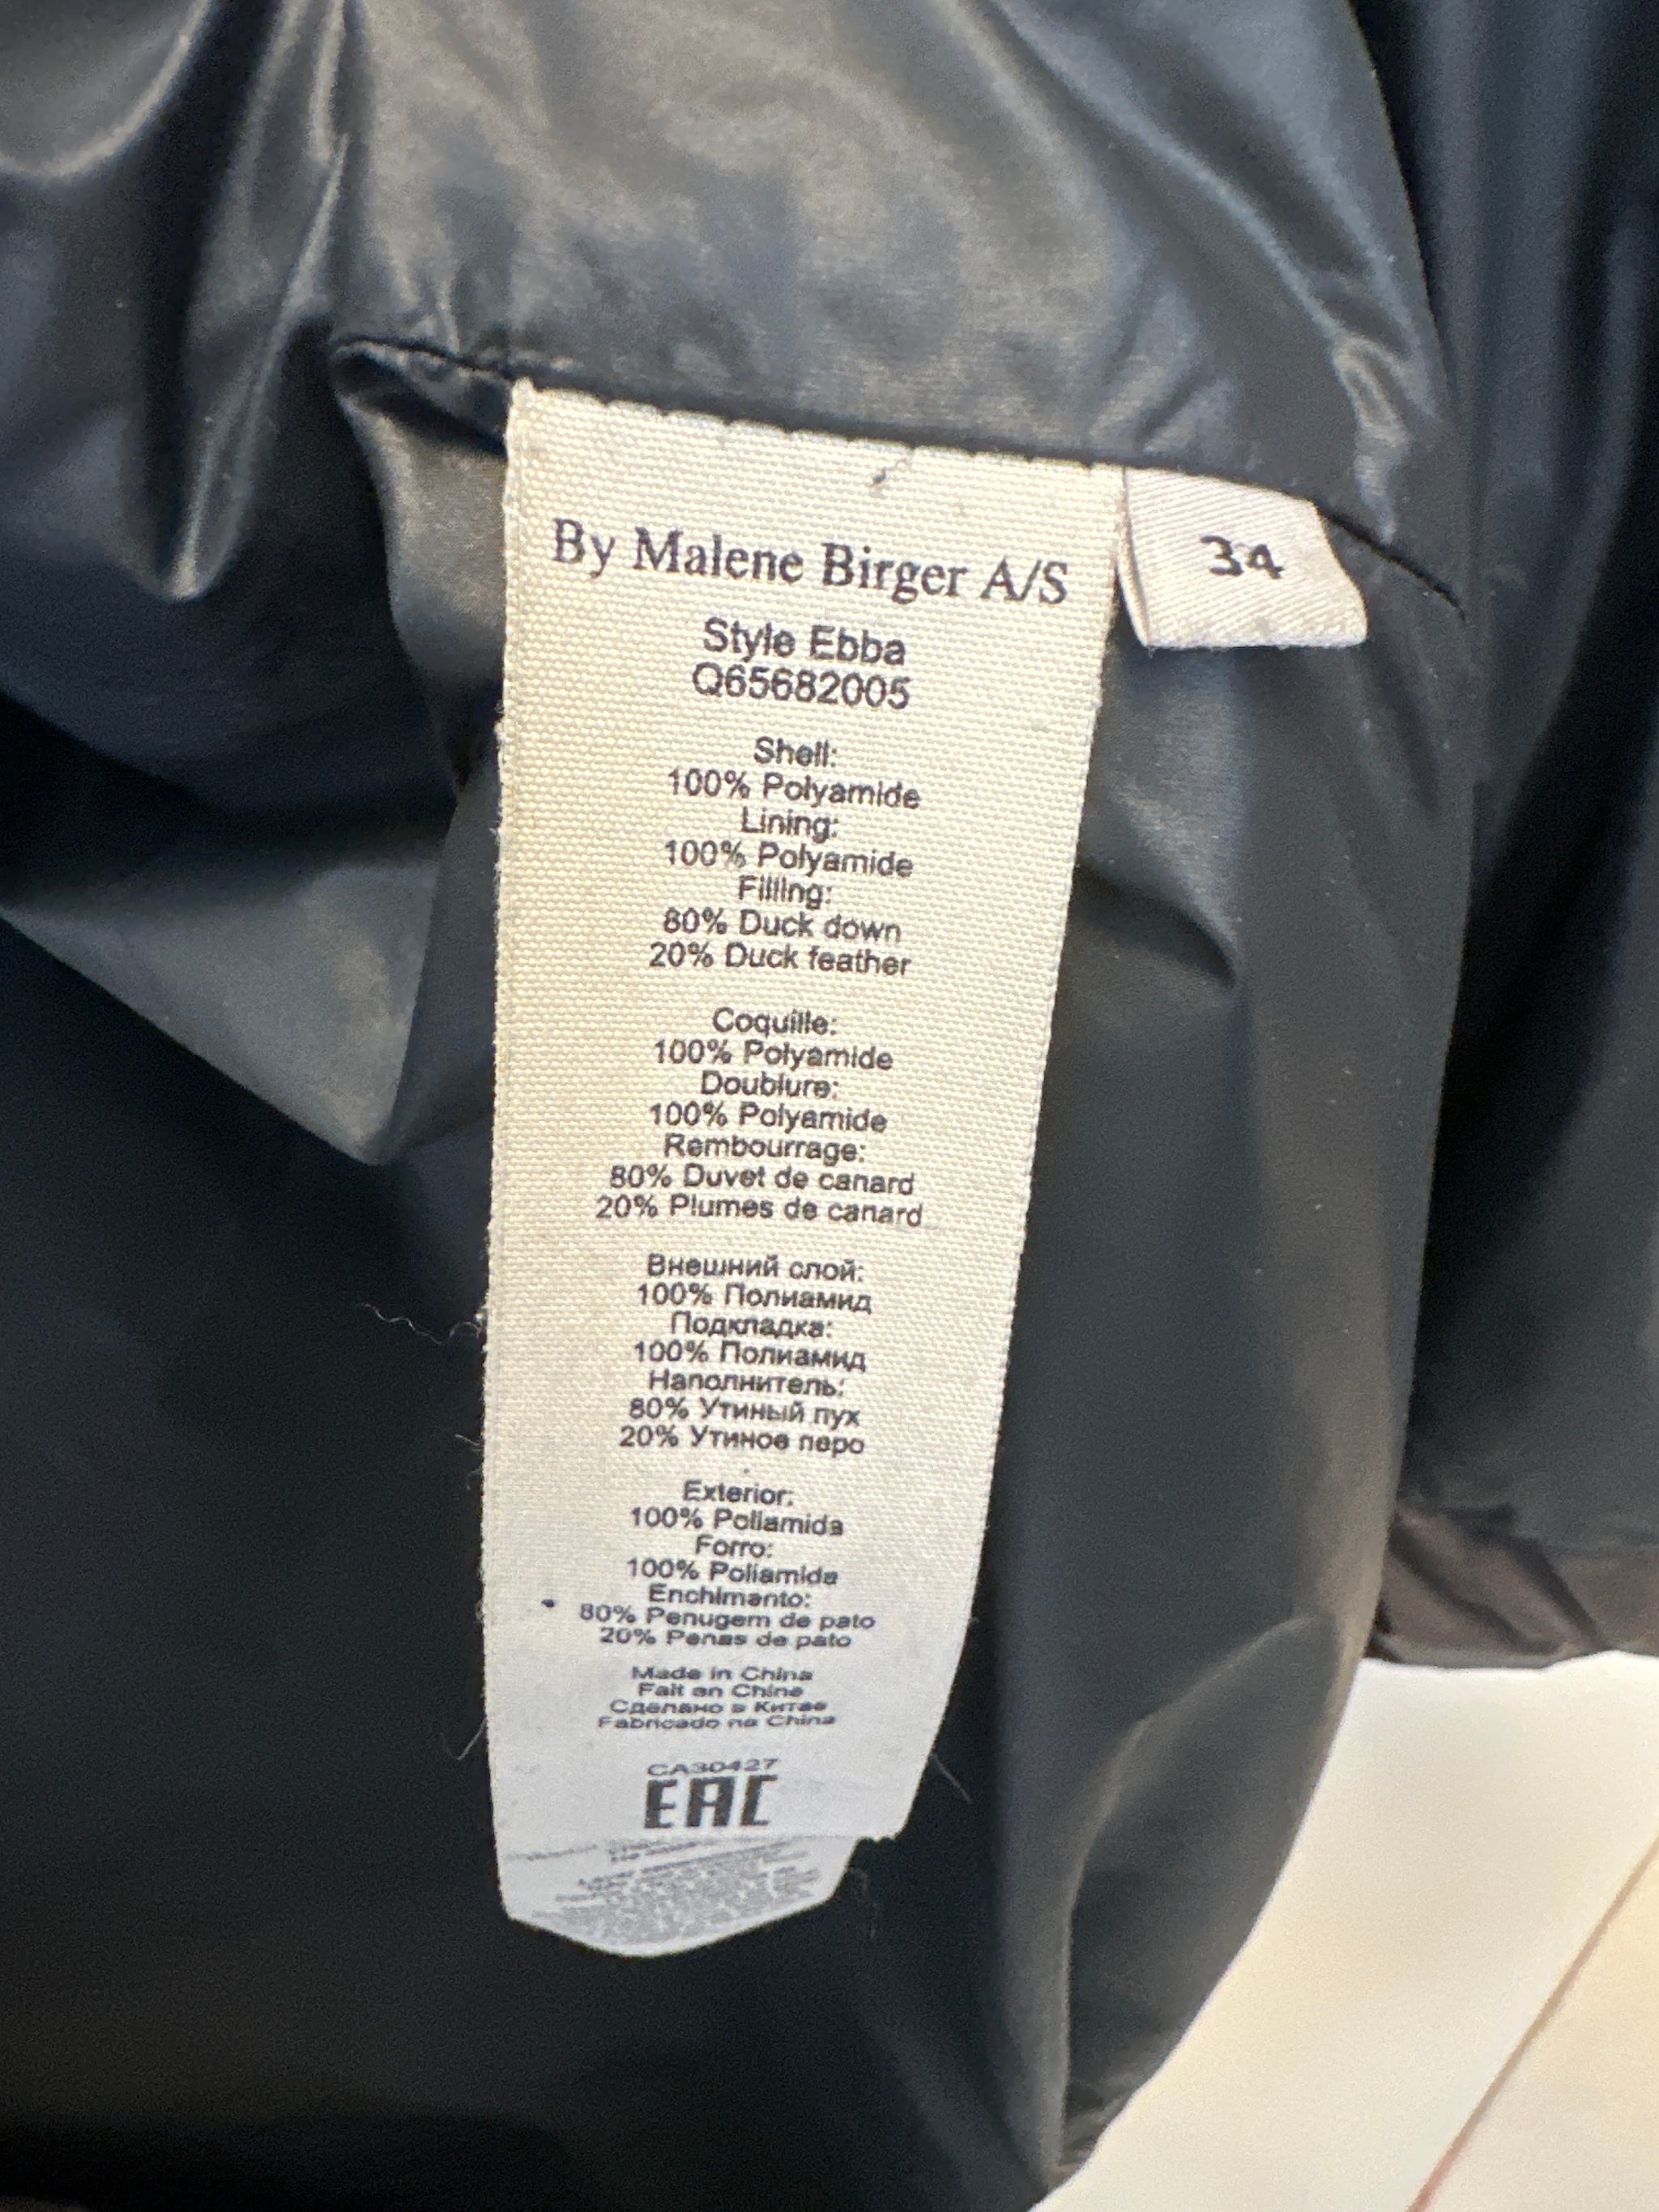 By Malene Birger A/S
34
Style Ebba
Q65682005
Shell:
100% Polyamide
Lining:
100% Polyamide
Filling:
80% Duck down
20% Duck feather
Coquille:
100% Polyamide
Doublure:
100% Polyamide
Rembourrage:
80% Duvet de canard
20% Plumes de canard
Внешний слой:
100% Полиамид
Подкладка:
100% Полиамид
Наполнитель:
80% Утиный пух
20% Утиное перо
Exterior:
100% Poliamida
Forro:
100% Poliamida
Enchimanto:
80% Penugem de pato
20% Penas de pato
Made in China
Fait en Chine
Сделано в Китае
Fabricado na China
CA30427
EAC